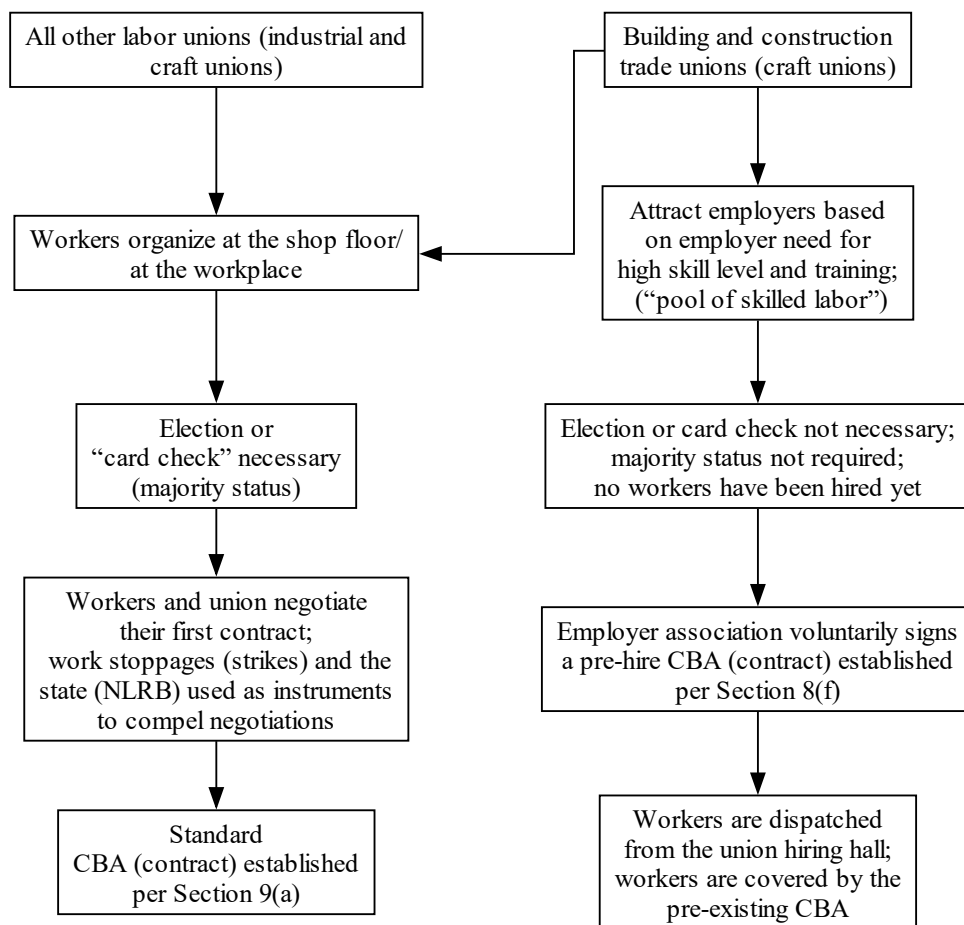 All other labor unions (industrial and
craft unions)
Building and construction
trade unions (craft unions)
Workers organize at the shop floor/
at the workplace
Attract employers based
on employer need for
high skill level and training;
(“pool of skilled labor”)
Election or
“card check” necessary
(majority status)
Election or card check not necessary;
majority status not required;
no workers have been hired yet
Workers and union negotiate
their first contract;
work stoppages (strikes) and the
state (NLRB) used as instruments
to compel negotiations
Employer association voluntarily signs
a pre-hire CBA (contract) established
per Section 8(f)
Standard
CBA (contract) established
per Section 9(a)
Workers are dispatched
from the union hiring hall;
workers are covered by the
pre-existing CBA